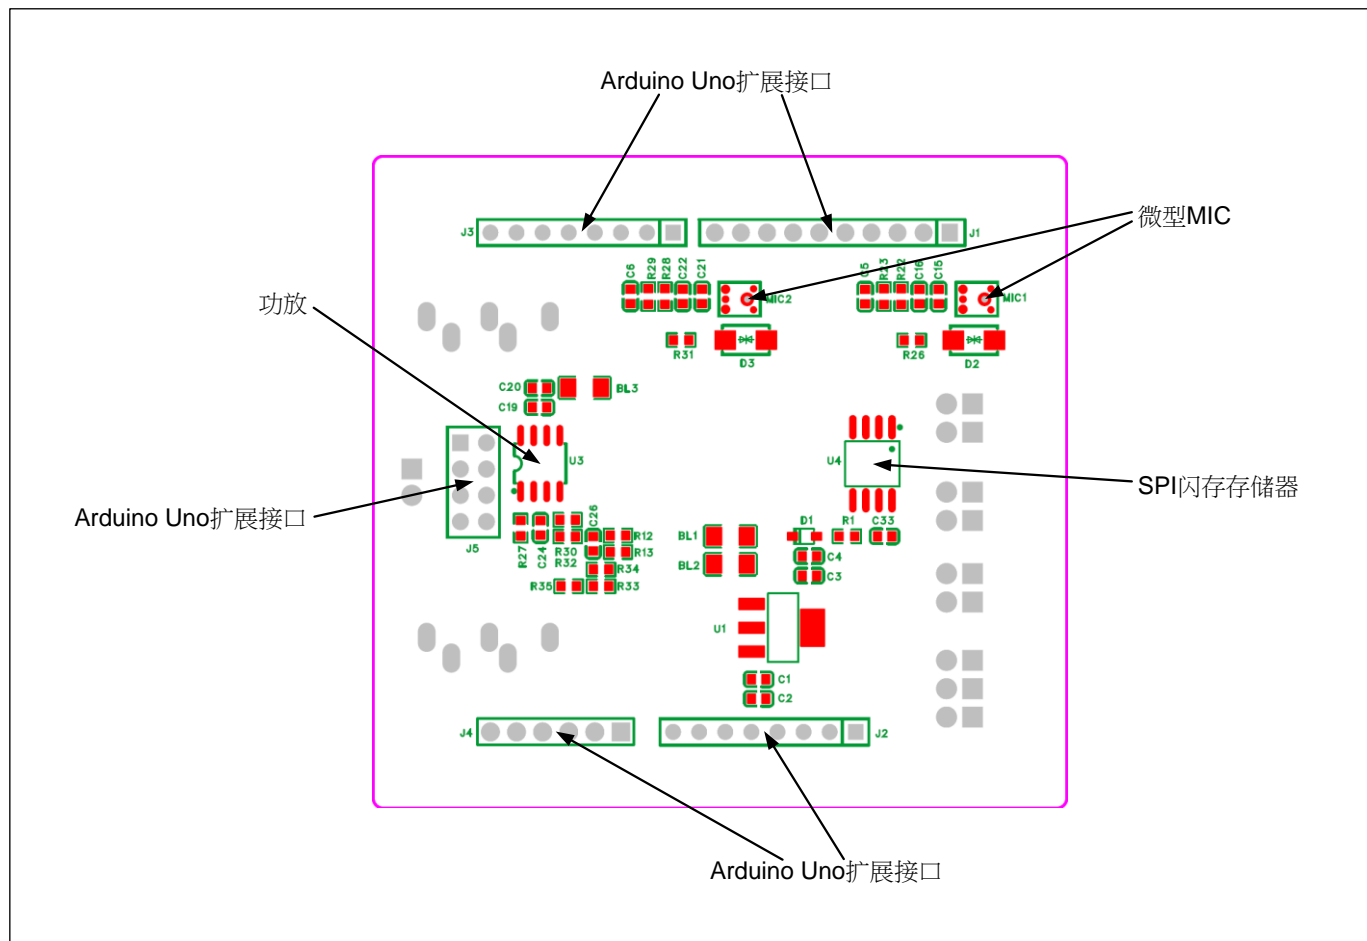 Arduino Uno扩展接口
微型MIC
J3
J1
C6
R29
R28
C22
C21
MIC2
C5
R23
R22
C16
C15
MIC1
功放
R31
D3
R26
D2
C20
BL3
C19
U3
U4
SPI闪存存储器
Arduino Uno扩展接口
J5
R27
C24
R30
R32
C26
R12
R13
R34
R35
R33
BL1
BL2
D1
R1
C33
C4
C3
U1
C1
C2
J4
J2
Arduino Uno扩展接口